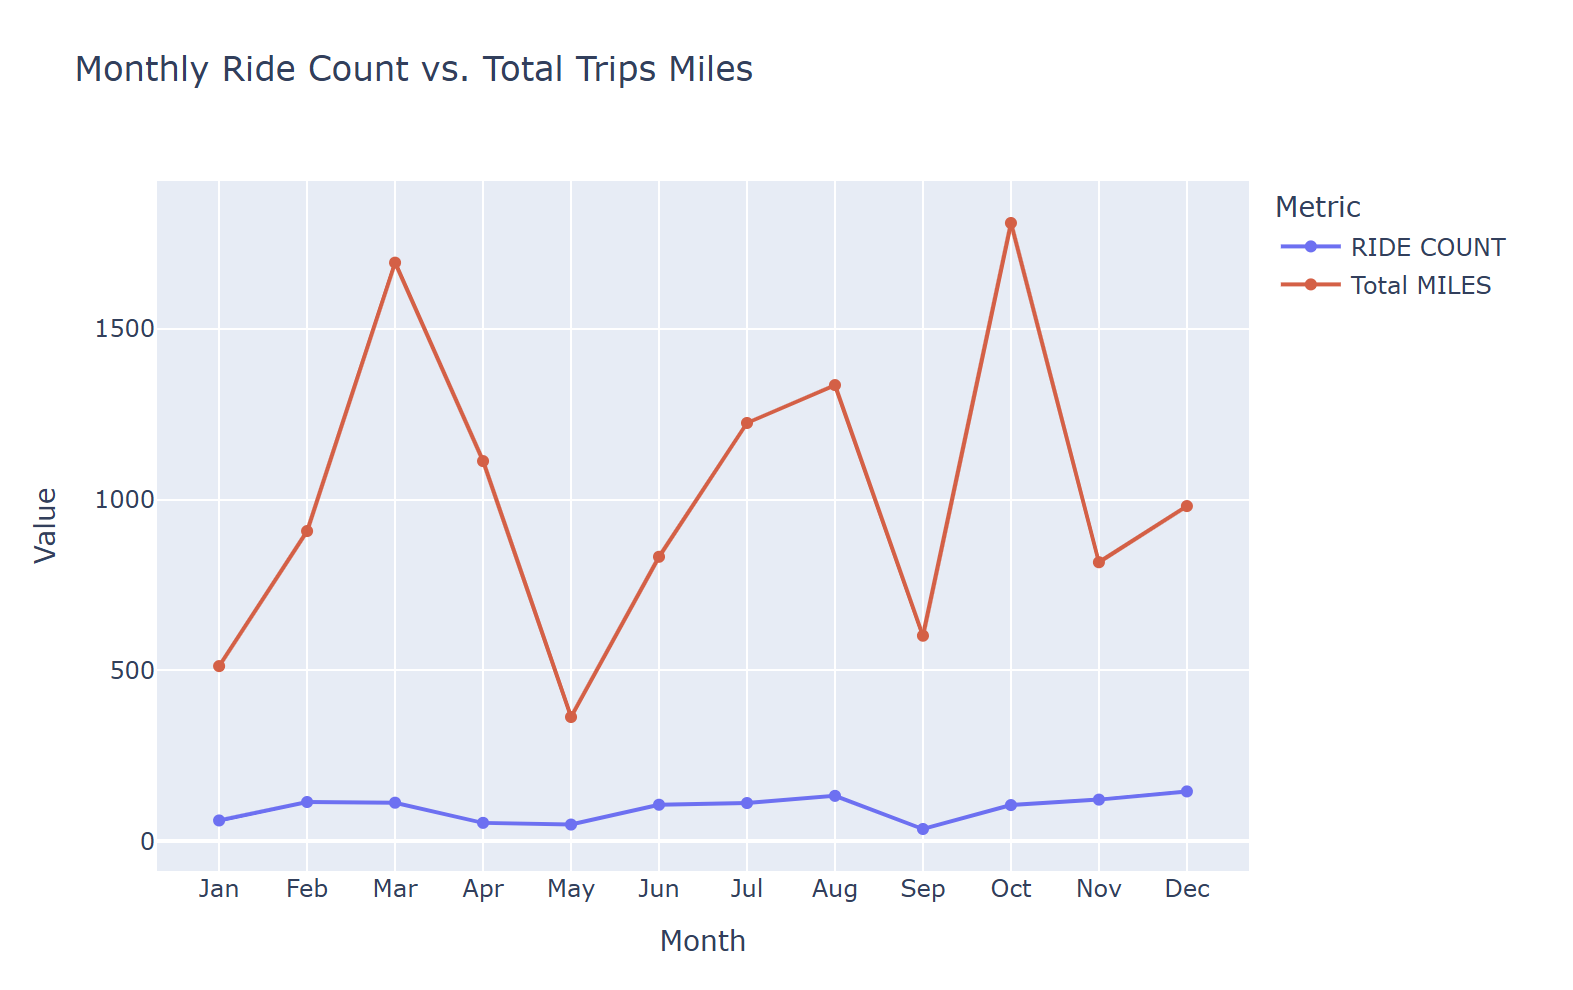 Monthly Ride Count vs. Total Trips Miles
Metric
RIDE COUNT
Total MILES
Value
1500
1000
500
0
Jan Feb Mar Apr May Jun Jul Aug Sep Oct Nov Dec
Month